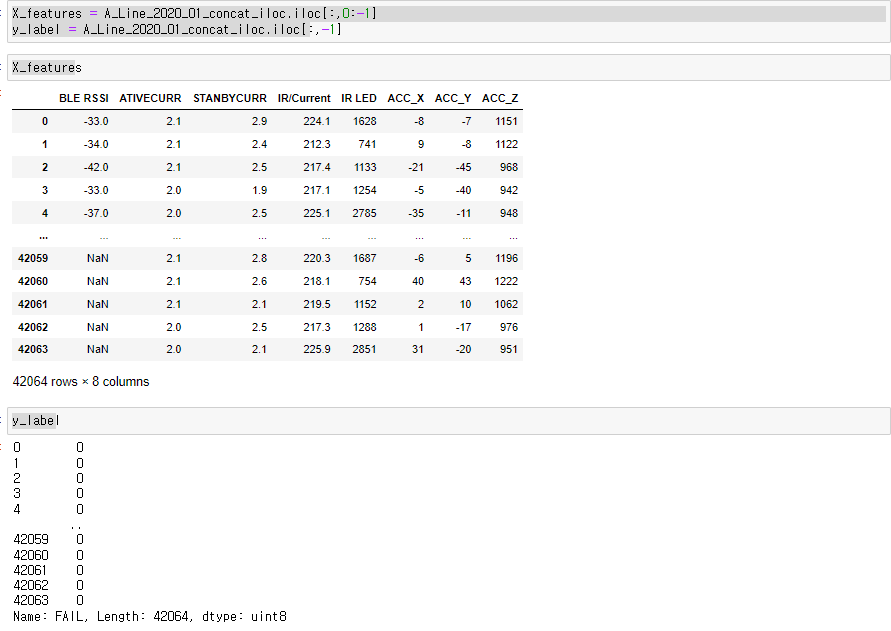 X_features = A_Line_2020_01_concat_iloc.iloc[:,0:-1]
y_label = A_Line_2020_01_concat_iloc.iloc[:,-1]
X_features
BLE RSSI ATIVECURR STANBYCURR IR/Current IR LED ACC_X ACC_Y ACC_Z
0 -33.0 2.1 2.9 224.1 1628 -8 -7 1151
1 -34.0 2.1 2.4 212.3 741 9 -8 1122
2 -42.0 2.1 2.5 217.4 1133 -21 -45 968
3 -33.0 2.0 1.9 217.1 1254 -5 -40 942
4 -37.0 2.0 2.5 225.1 2785 -35 -11 948
... ... ... ... ... ... ... ... ...
42059 NaN 2.1 2.8 220.3 1687 -6 5 1196
42060 NaN 2.1 2.6 218.1 754 40 43 1222
42061 NaN 2.1 2.1 219.5 1152 2 10 1062
42062 NaN 2.0 2.5 217.3 1288 1 -17 976
42063 NaN 2.0 2.1 225.9 2851 31 -20 951
42064 rows × 8 columns
y_label
0 0
1 0
2 0
3 0
4 0
..
42059 0
42060 0
42061 0
42062 0
42063 0
Name: FAIL, Length: 42064, dtype: uint8